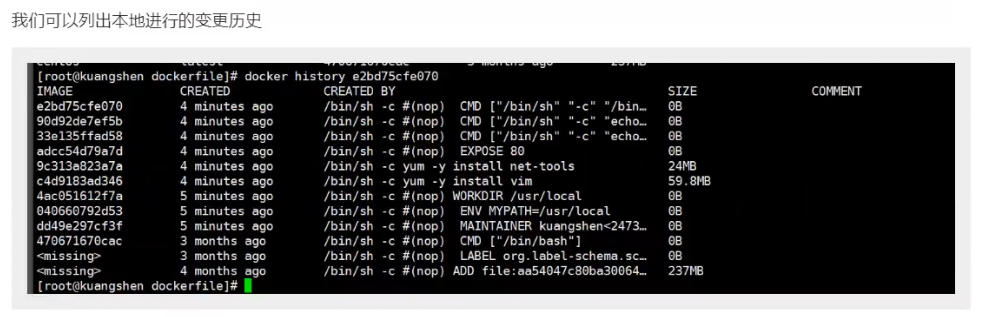 我们可以列出本地进行的变更历史
[root@kuangshen dockerfile]# docker history e2bd75cfe070
IMAGE CREATED CREATED BY SIZE COMMENT
e2bd75cfe070 4 minutes ago /bin/sh -c #(nop) CMD ["/bin/sh" "-c" "/bin… 0B
90d92de7ef5b 4 minutes ago /bin/sh -c #(nop) CMD ["/bin/sh" "-c" "echo… 0B
33e135ffad58 4 minutes ago /bin/sh -c #(nop) CMD ["/bin/sh" "-c" "echo… 0B
adcc54d79a7d 4 minutes ago /bin/sh -c #(nop) EXPOSE 80 0B
9c313a823a7a 4 minutes ago /bin/sh -c yum -y install net-tools 24MB
c4d9183ad346 4 minutes ago /bin/sh -c yum -y install vim 59.8MB
4ac051612f7a 5 minutes ago /bin/sh -c #(nop) WORKDIR /usr/local 0B
040660792d53 5 minutes ago /bin/sh -c #(nop) ENV MYPATH=/usr/local 0B
dd49e297cf3f 5 minutes ago /bin/sh -c #(nop) MAINTAINER kuangshen<2473… 0B
470671670cac 3 months ago /bin/sh -c #(nop) CMD ["/bin/bash"] 0B
<missing> 3 months ago /bin/sh -c #(nop) LABEL org.label-schema.sc… 0B
<missing> 4 months ago /bin/sh -c #(nop) ADD file:aa54047c80ba30064… 237MB
[root@kuangshen dockerfile]#